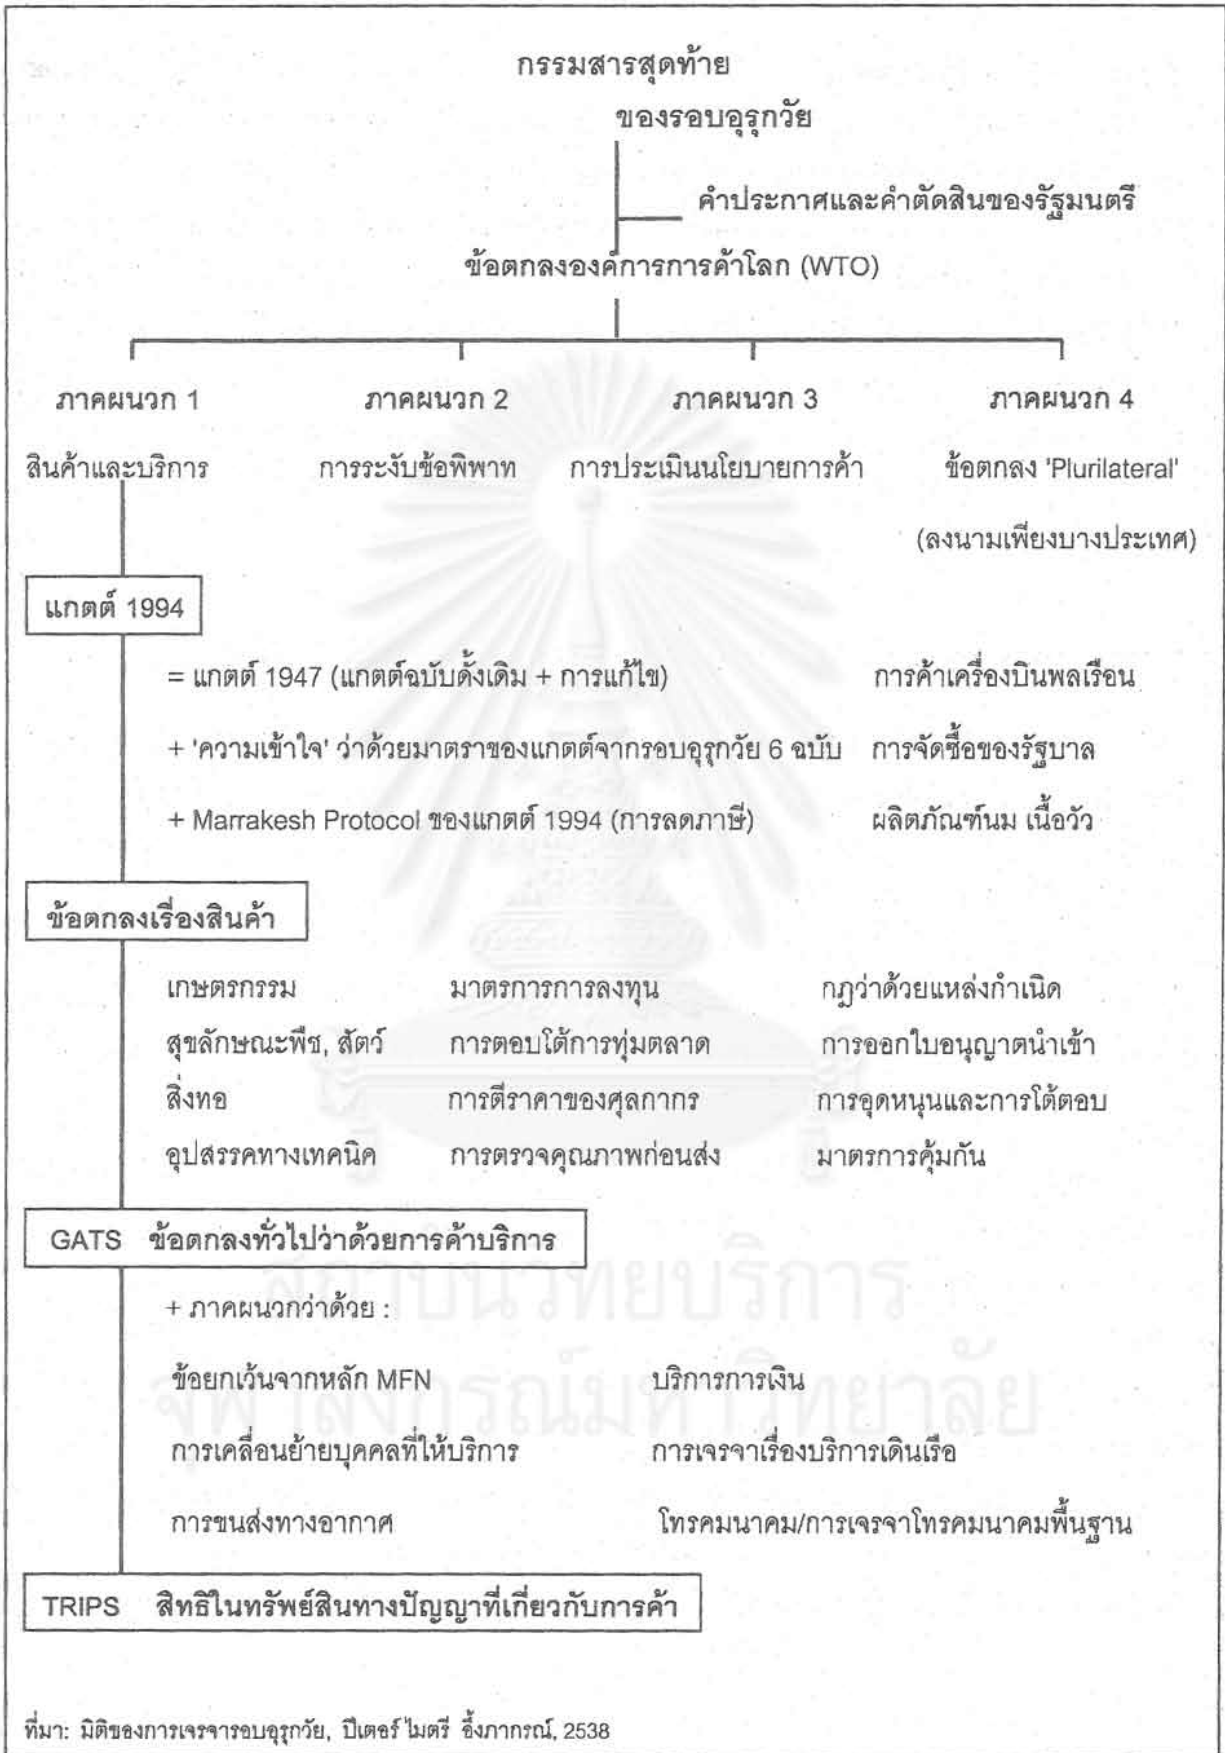 กรรมสารสุดท้าย
ของรอบอุรุกวัย
คำประกาศและคำตัดสินของรัฐมนตรี
ข้อตกลงองค์การการค้าโลก (WTO)
ภาคผนวก 1 ภาคผนวก 2 ภาคผนวก 3 ภาคผนวก 4
สินค้าและบริการ การระงับข้อพิพาท การประเมินนโยบายการค้า ข้อตกลง 'Plurilateral'
(ลงนามเพียงบางประเทศ)
แกตต์ 1994
= แกตต์ 1947 (แกตต์ฉบับดั้งเดิม + การแก้ไข) การค้าเครื่องบินพลเรือน
+ 'ความเข้าใจ' ว่าด้วยมาตราของแกตต์จากรอบอุรุกวัย 6 ฉบับ การจัดซื้อของรัฐบาล
+ Marrakesh Protocol ของแกตต์ 1994 (การลดภาษี) ผลิตภัณฑ์นม เนื้อวัว
ข้อตกลงเรื่องสินค้า
เกษตรกรรม มาตรการการลงทุน กฎว่าด้วยแหล่งกำเนิด
สุขลักษณะพืช, สัตว์ การตอบโต้การทุ่มตลาด การออกใบอนุญาตนำเข้า
สิ่งทอ การตีราคาของศุลกากร การอุดหนุนและการโต้ตอบ
อุปสรรคทางเทคนิค การตรวจคุณภาพก่อนส่ง มาตรการคุ้มกัน
GATS ข้อตกลงทั่วไปว่าด้วยการค้าบริการ
+ ภาคผนวกว่าด้วย :
ข้อยกเว้นจากหลัก MFN บริการการเงิน
การเคลื่อนย้ายบุคคลที่ให้บริการ การเจรจาเรื่องบริการเดินเรือ
การขนส่งทางอากาศ โทรคมนาคม/การเจรจาโทรคมนาคมพื้นฐาน
TRIPS สิทธิในทรัพย์สินทางปัญญาที่เกี่ยวกับการค้า
ที่มา: มิติของการเจรจารอบอุรุกวัย, ปีเตอร์ ไมตรี อึ๊งภากรณ์, 2538
สถาบันวิทยบริการ
จุฬาลงกรณ์มหาวิทยาลัย